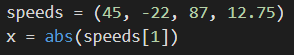 speeds = (45, -22, 87, 12.75)
x = abs(speeds[1])